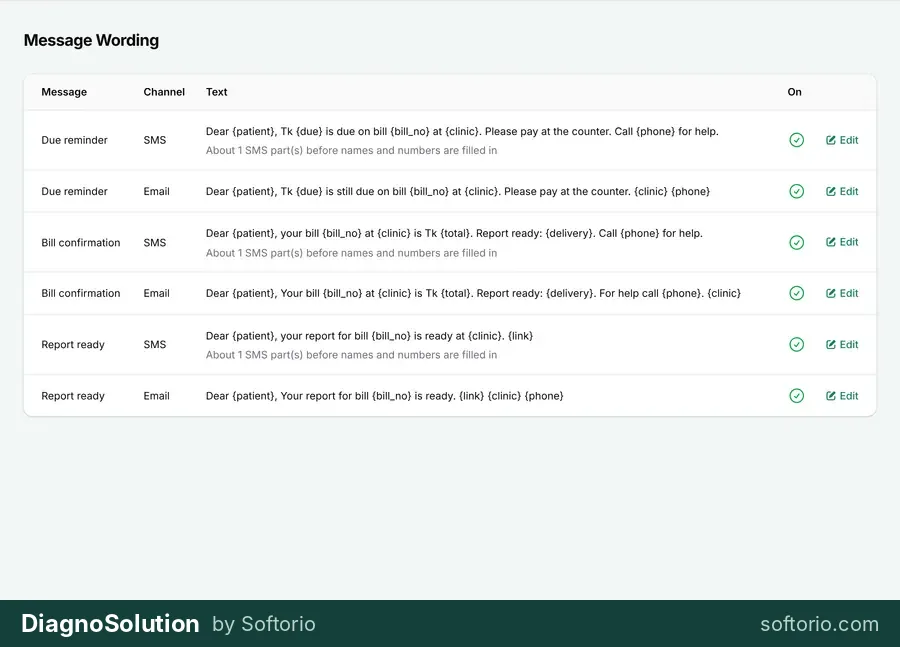 Message Wording
Message Channel Text On
Due reminder SMS Dear {patient}, Tk {due} is due on bill {bill_no} at {clinic}. Please pay at the counter. Call {phone} for help. Edit
About 1 SMS part(s) before names and numbers are filled in
Due reminder Email Dear {patient}, Tk {due} is still due on bill {bill_no} at {clinic}. Please pay at the counter. {clinic} {phone} Edit
Bill confirmation SMS Dear {patient}, your bill {bill_no} at {clinic} is Tk {total}. Report ready: {delivery}. Call {phone} for help. Edit
About 1 SMS part(s) before names and numbers are filled in
Bill confirmation Email Dear {patient}, Your bill {bill_no} at {clinic} is Tk {total}. Report ready: {delivery}. For help call {phone}. {clinic} Edit
Report ready SMS Dear {patient}, your report for bill {bill_no} is ready at {clinic}. {link} Edit
About 1 SMS part(s) before names and numbers are filled in
Report ready Email Dear {patient}, Your report for bill {bill_no} is ready. {link} {clinic} {phone} Edit
DiagnoSolution by Softorio softorio.com